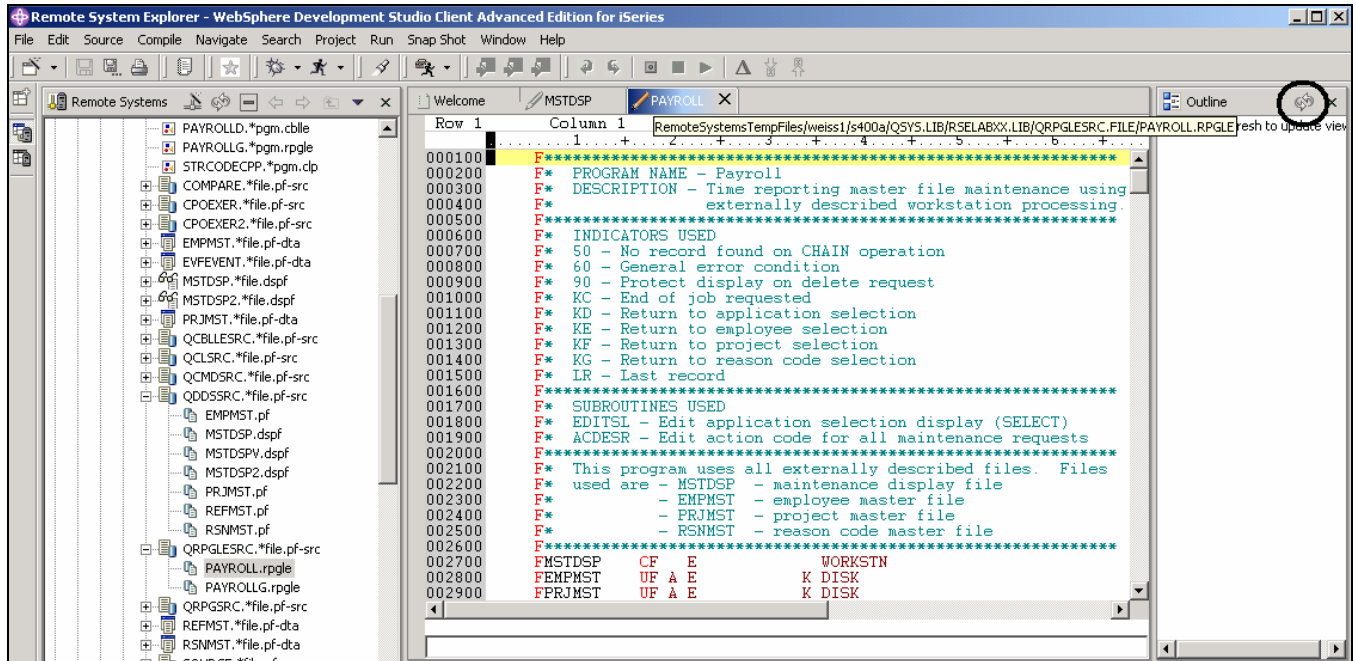 Remote System Explorer - WebSphere Development Studio Client Advanced Edition for iSeries
File Edit Source Compile Navigate Search Project Run Snap Shot Window Help
Remote Systems
PAYROLLD.*pgm.cblle
PAYROLLG.*pgm.rpgle
STRCODECPP.*pgm.clp
COMPARE.*file.pf-src
CPOEXER.*file.pf-src
CPOEXER2.*file.pf-src
EMPMST.*file.pf-dta
EVFEVENT.*file.pf-dta
MSTDSP.*file.dspf
MSTDSP2.*file.dspf
PRJMST.*file.pf-dta
QCBLLESRC.*file.pf-src
QCLSRC.*file.pf-src
QCMDSRC.*file.pf-src
QDDSSRC.*file.pf-src
EMPMST.pf
MSTDSP.dspf
MSTDSPV.dspf
MSTDSP2.dspf
PRJMST.pf
REFMST.pf
RSNMST.pf
QRPGLESRC.*file.pf-src
PAYROLL.rpgle
PAYROLLG.rpgle
QRPGSRC.*file.pf-src
REFMST.*file.pf-dta
RSNMST.*file.pf-dta
Welcome MSTDSP PAYROLL
Row 1 Column 1
RemoteSystemsTempFiles/weiss1/s400a/QSYS.LIB/RSELABXX.LIB/QRPGLESRC.FILE/PAYROLL.RPGLE
.........1....+....2....+....3....+....4....+....5....+....6....+....
000100 F*****************************************************************
000200 F* PROGRAM NAME - Payroll
000300 F* DESCRIPTION - Time reporting master file maintenance using
000400 F* externally described workstation processing.
000500 F*****************************************************************
000600 F* INDICATORS USED
000700 F* 50 - No record found on CHAIN operation
000800 F* 60 - General error condition
000900 F* 90 - Protect display on delete request
001000 F* KC - End of job requested
001100 F* KD - Return to application selection
001200 F* KE - Return to employee selection
001300 F* KF - Return to project selection
001400 F* KG - Return to reason code selection
001500 F* LR - Last record
001600 F*****************************************************************
001700 F* SUBROUTINES USED
001800 F* EDITSL - Edit application selection display (SELECT)
001900 F* ACDESR - Edit action code for all maintenance requests
002000 F*****************************************************************
002100 F* This program uses all externally described files. Files
002200 F* used are - MSTDSP - maintenance display file
002300 F* - EMPMST - employee master file
002400 F* - PRJMST - project master file
002500 F* - RSNMST - reason code master file
002600 F*****************************************************************
002700 FMSTDSP CF E WORKSTN
002800 FEMPMST UF A E K DISK
002900 FPRJMST UF A E K DISK
Outline
resh to update view